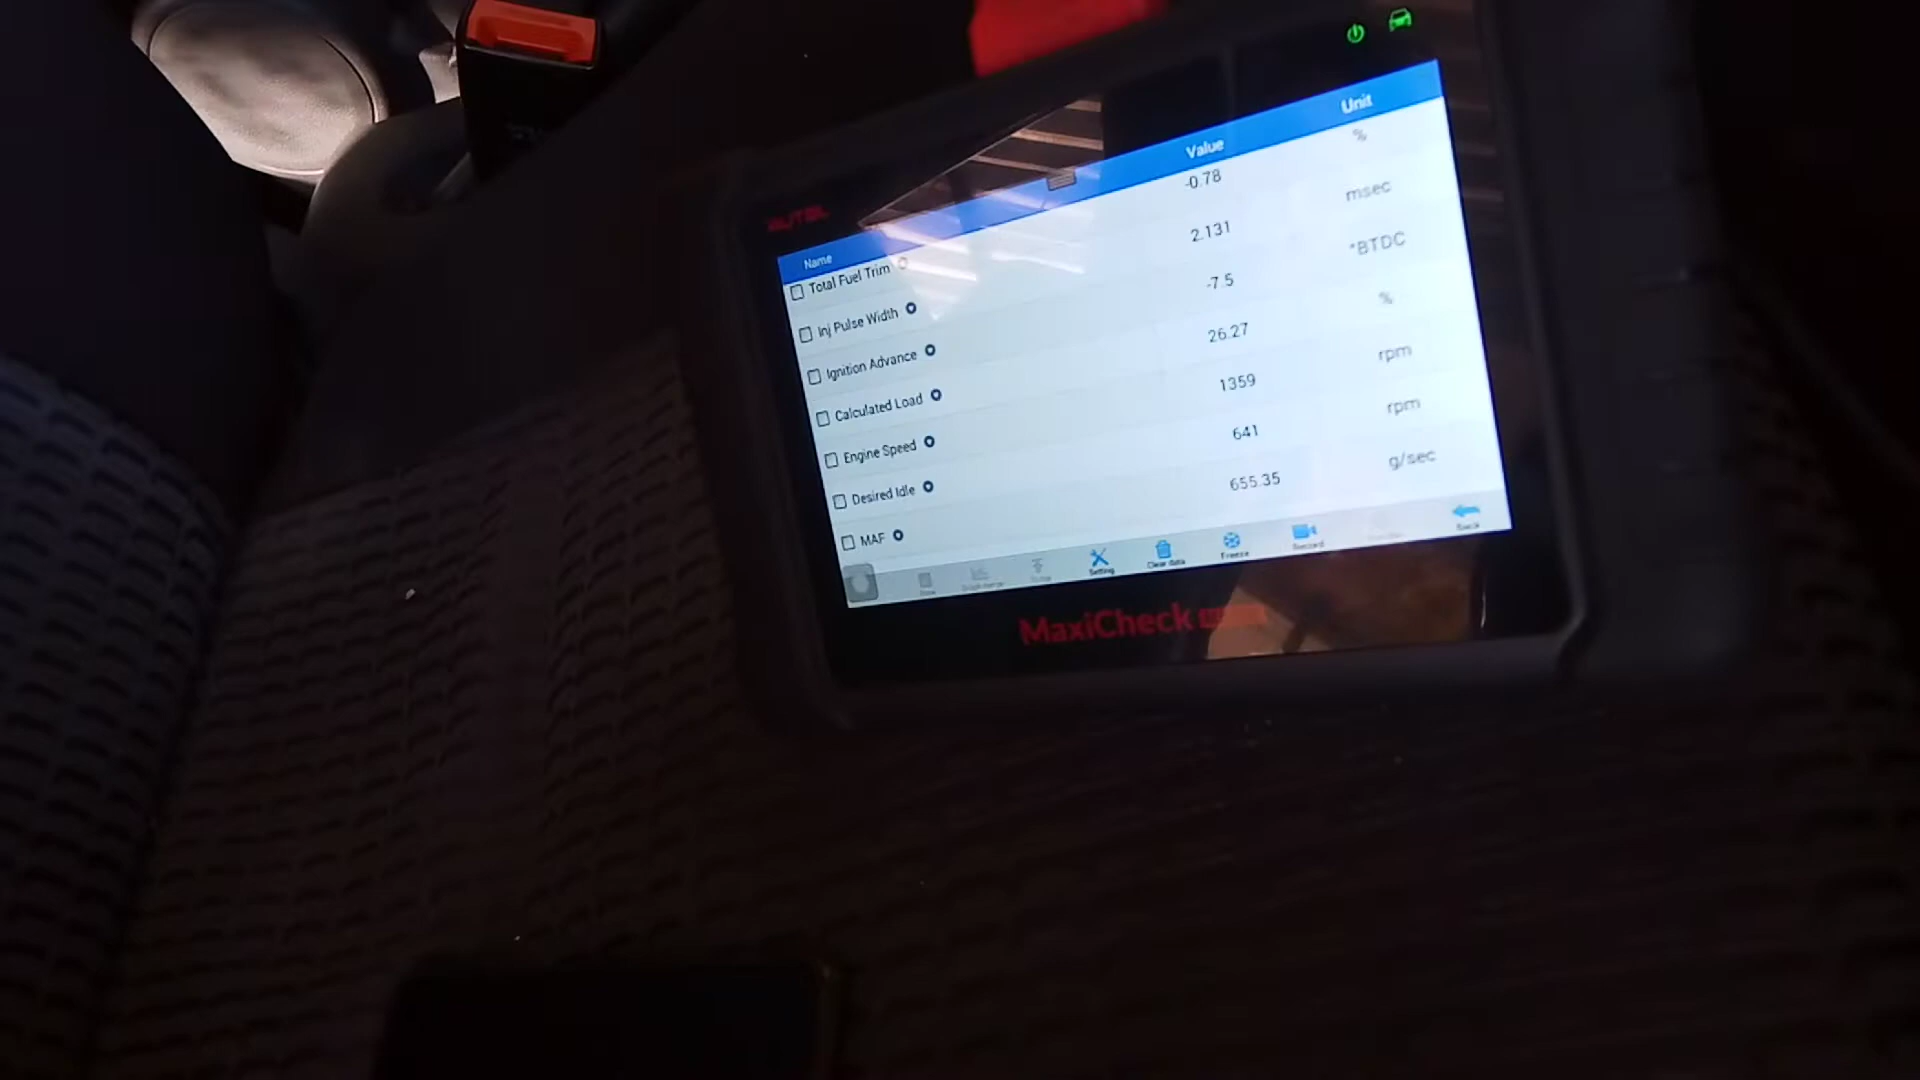 AUTEL
Name Value Unit
Total Fuel Trim -0.78 %
Inj Pulse Width 2.131 msec
Ignition Advance -7.5 °BTDC
Calculated Load 26.27 %
Engine Speed 1359 rpm
Desired Idle 641 rpm
MAF 655.35 g/sec
Setting Clear data Freeze Record Back
MaxiCheck